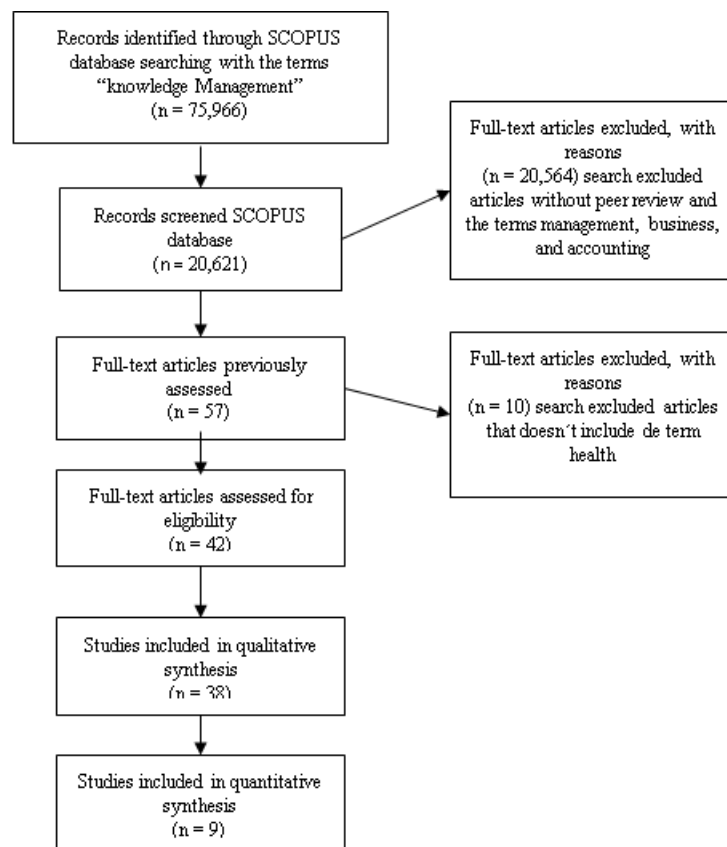 Records identified through SCOPUS
database searching with the terms
“knowledge Management”
(n = 75,966)
Full-text articles excluded, with
reasons
(n = 20,564) search excluded
articles without peer review and
the terms management, business,
and accounting
Records screened SCOPUS
database
(n = 20,621)
Full-text articles previously
assessed
(n = 57)
Full-text articles excluded, with
reasons
(n = 10) search excluded articles
that doesn´t include de term
health
Full-text articles assessed for
eligibility
(n = 42)
Studies included in qualitative
synthesis
(n = 38)
Studies included in quantitative
synthesis
(n = 9)